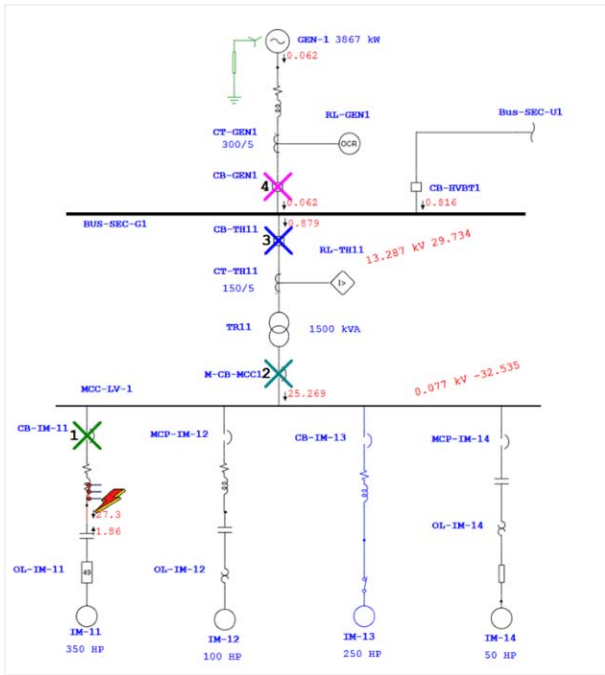 GEN-1 3867 kW
0.062
RL-GEN1
Bus-SEC-U1
CT-GEN1
300/5
OCR
CB-GEN1
4
CB-HVBT1
0.062
0.816
BUS-SEC-G1
0.879
CB-TH11
3
RL-TH11
13.287 kV 29.734
CT-TH11
150/5
I>
TR11
1500 kVA
M-CB-MCC1
2
0.077 kV -32.535
MCC-LV-1
25.269
CB-IM-11
1
MCP-IM-12
CB-IM-13
MCP-IM-14
27.3
1.86
OL-IM-14
OL-IM-11
49
OL-IM-12
IM-11
350 HP
IM-12
100 HP
IM-13
250 HP
IM-14
50 HP